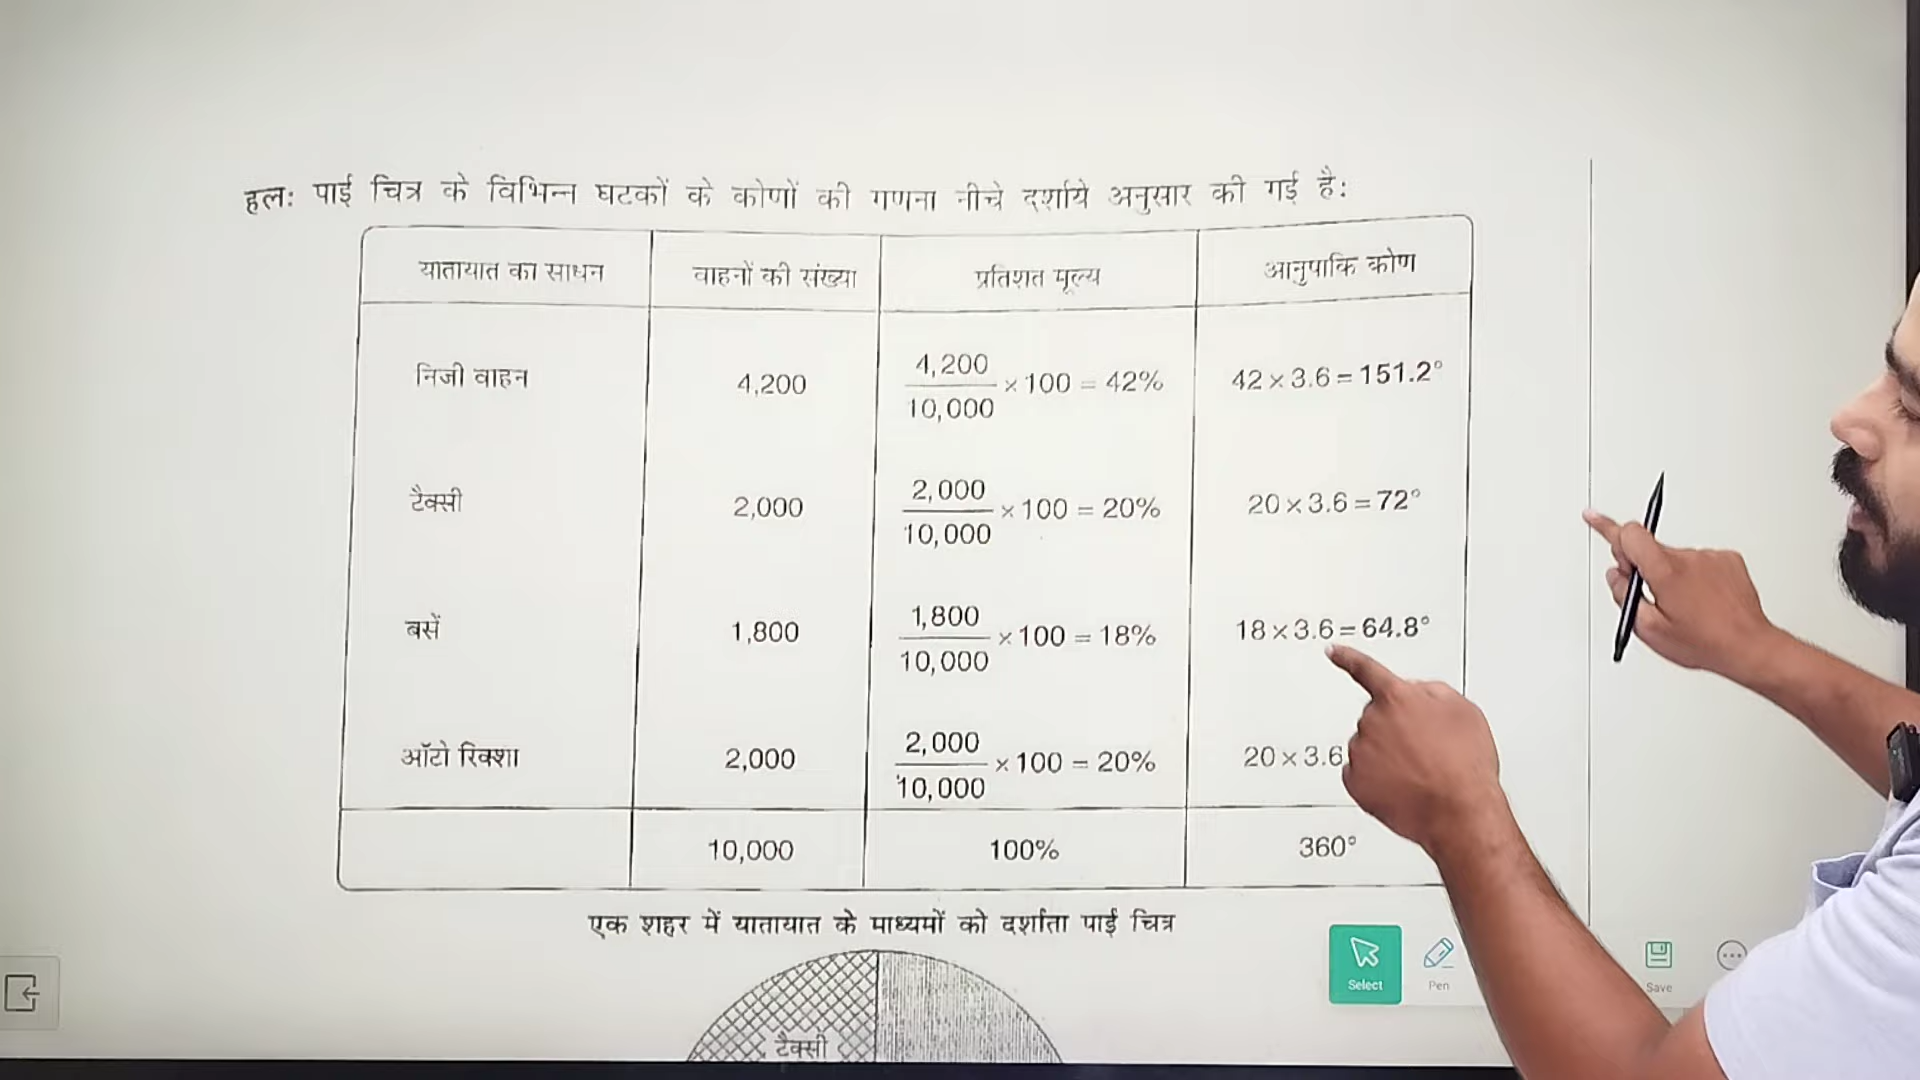 हल: पाई चित्र के विभिन्न घटकों के कोणों की गणना नीचे दर्शाये अनुसार की गई है:
यातायात का साधन वाहनों की संख्या प्रतिशत मूल्य आनुपाकि कोण
निजी वाहन 4,200 4,200/10,000 × 100 = 42% 42 × 3.6 = 151.2°
टैक्सी 2,000 2,000/10,000 × 100 = 20% 20 × 3.6 = 72°
बसें 1,800 1,800/10,000 × 100 = 18% 18 × 3.6 = 64.8°
ऑटो रिक्शा 2,000 2,000/10,000 × 100 = 20% 20 × 3.6
10,000 100% 360°
एक शहर में यातायात के माध्यमों को दर्शाता पाई चित्र
टैक्सी
Select Pen Save